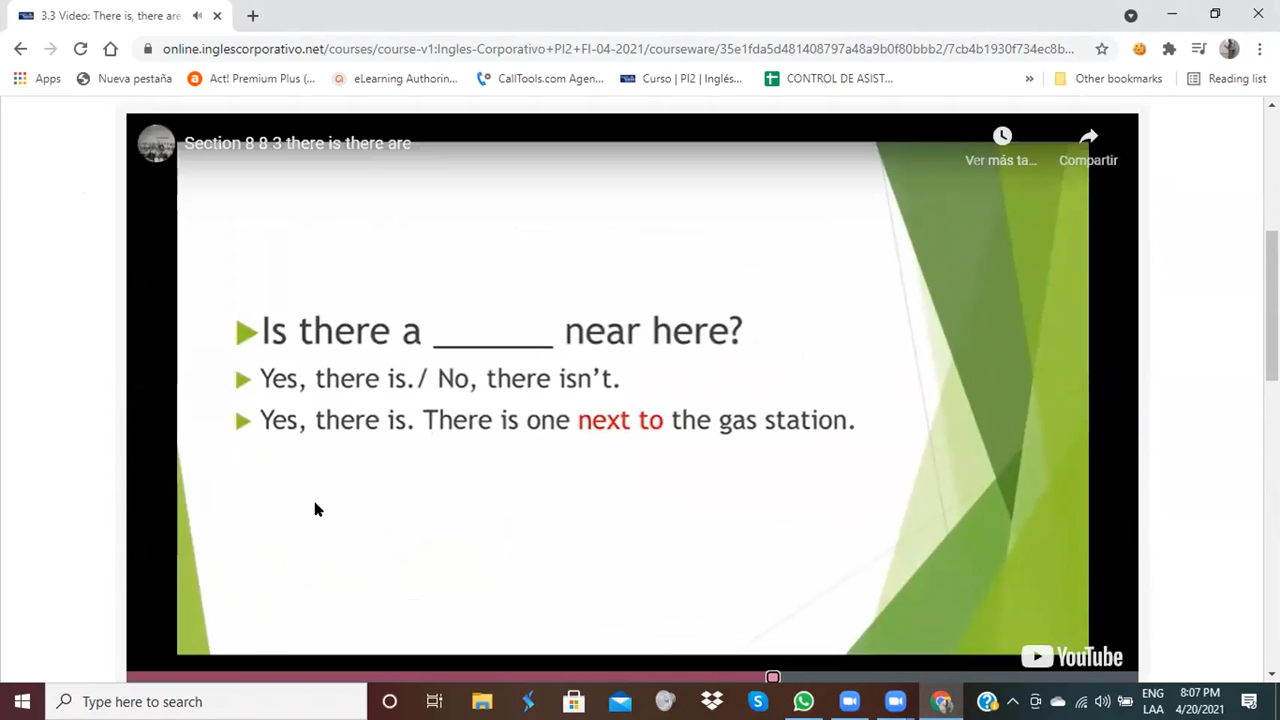 3.3 Video: There is, there are
online.inglescorporativo.net/courses/course-v1:Ingles-Corporativo+PI2+FI-04-2021/courseware/35e1fda5d481408797a48a9b0f80bbb2/7cb4b1930f734ec8b...
Apps Nueva pestaña Act! Premium Plus (... eLearning Authorin... CallTools.com Agen... Curso | PI2 | Inglés... CONTROL DE ASIST... » Other bookmarks Reading list
Section 8 8 3 there is there are
Ver más ta... Compartir
Is there a ______ near here?
Yes, there is./ No, there isn't.
Yes, there is. There is one next to the gas station.
YouTube
Type here to search
ENG 8:07 PM
LAA 4/20/2021